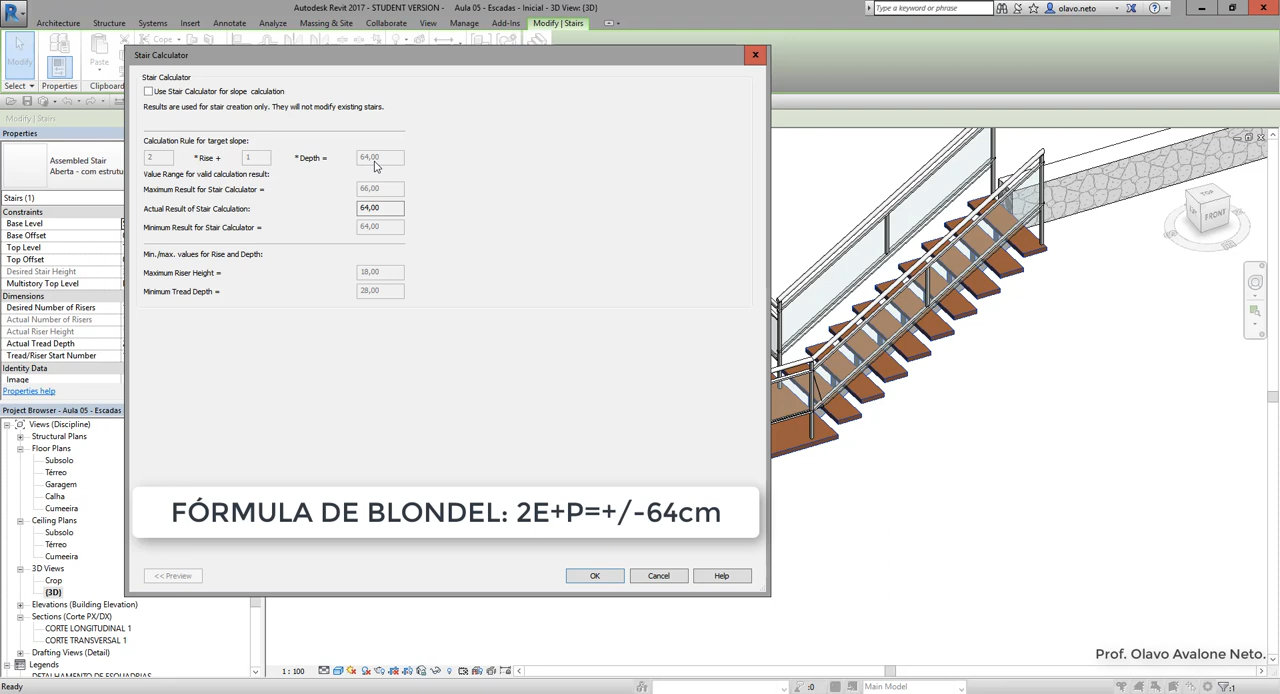 Autodesk Revit 2017 - STUDENT VERSION - Aula 05 - Escadas - Inicial - 3D View: {3D}
Type a keyword or phrase
olavo.neto
Architecture Structure Systems Insert Annotate Analyze Massing & Site Collaborate View Manage Add-Ins Modify | Stairs
Modify
Cope
Paste
Select
Properties
Clipboard
Modify | Stairs
Properties
Assembled Stair
Aberta - com estrutu
Stairs (1)
Constraints
Base Level
Base Offset
Top Level
Top Offset
Desired Stair Height
Multistory Top Level
Dimensions
Desired Number of Risers
Actual Number of Risers
Actual Riser Height
Actual Tread Depth
Tread/Riser Start Number
Identity Data
Image
Properties help
Project Browser - Aula 05 - Escadas
Views (Discipline)
Structural Plans
Floor Plans
Subsolo
Térreo
Garagem
Calha
Cumeeira
Ceiling Plans
Subsolo
Térreo
Cumeeira
3D Views
Crop
{3D}
Elevations (Building Elevation)
Sections (Corte PX/DX)
CORTE LONGITUDINAL 1
CORTE TRANSVERSAL 1
Drafting Views (Detail)
Legends
DETALHAMENTO DE ESQUADRIAS
Stair Calculator
Stair Calculator
Use Stair Calculator for slope calculation
Results are used for stair creation only. They will not modify existing stairs.
Calculation Rule for target slope:
2 * Rise + 1 * Depth = 64,00
Value Range for valid calculation result:
Maximum Result for Stair Calculator = 66,00
Actual Result of Stair Calculation: 64,00
Minimum Result for Stair Calculator = 64,00
Min./max. values for Rise and Depth:
Maximum Riser Height = 18,00
Minimum Tread Depth = 28,00
FÓRMULA DE BLONDEL: 2E+P=+/-64cm
<< Preview
OK
Cancel
Help
TOP
FRONT
Prof. Olavo Avalone Neto.
1 : 100
Ready
:0
Main Model
:1